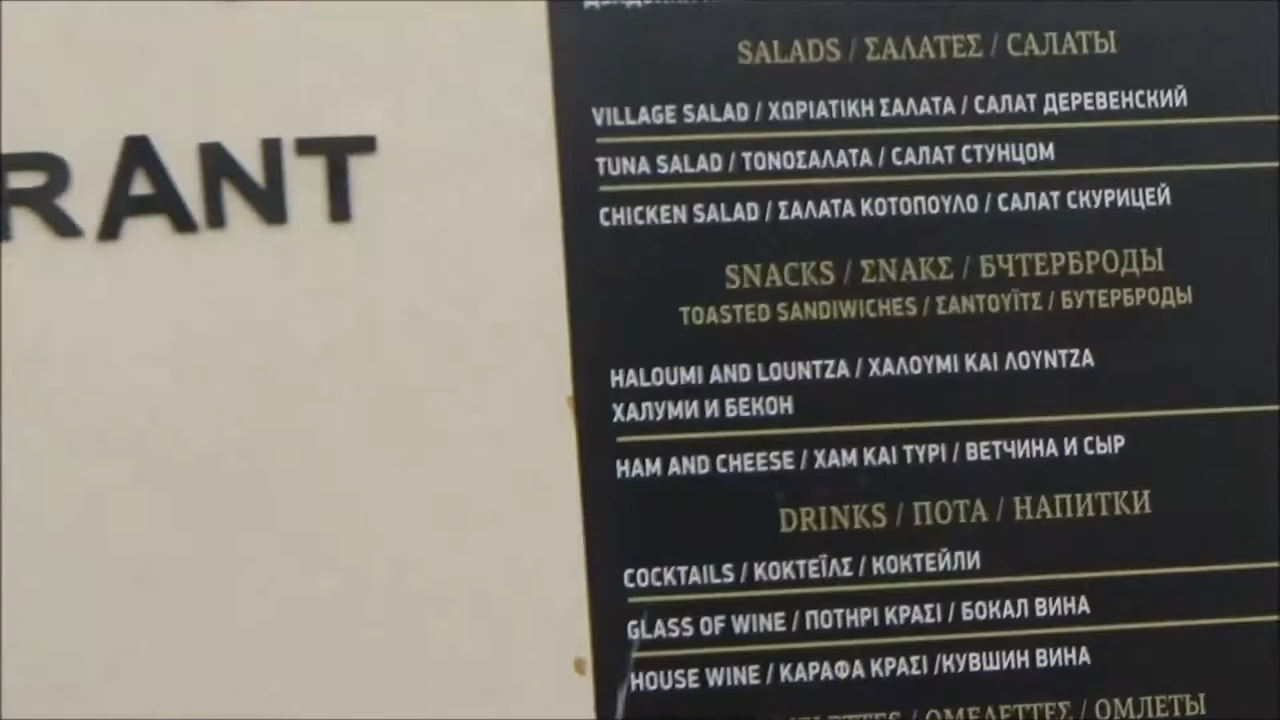 RANT
SALADS / ΣΑΛΑΤΕΣ / САЛАТЫ
VILLAGE SALAD / ΧΩΡΙΑΤΙΚΗ ΣΑΛΑΤΑ / САЛАТ ДЕРЕВЕНСКИЙ
TUNA SALAD / ΤΟΝΟΣΑΛΑΤΑ / САЛАТ СТУНЦОМ
CHICKEN SALAD / ΣΑΛΑΤΑ ΚΟΤΟΠΟΥΛΟ / САЛАТ СКУРИЦЕЙ
SNACKS / ΣΝΑΚΣ / БЧТЕРБРОДЫ
TOASTED SANDIWICHES / ΣΑΝΤΟΥΪΤΣ / БУТЕРБРОДЫ
HALOUMI AND LOUNTZA / ΧΑΛΟΥΜΙ ΚΑΙ ΛΟΥΝΤΖΑ
ХАЛУМИ И БЕКОН
HAM AND CHEESE / ΧΑΜ ΚΑΙ ΤΥΡΙ / ВЕТЧИНА И СЫР
DRINKS / ΠΟΤΑ / НАПИТКИ
COCKTAILS / ΚΟΚΤΕΪΛΣ / КОКТЕЙЛИ
GLASS OF WINE / ΠΟΤΗΡΙ ΚΡΑΣΙ / БОКАЛ ВИНА
HOUSE WINE / ΚΑΡΑΦΑ ΚΡΑΣΙ /КУВШИН ВИНА
/ ΟΜΕΛΕΤΤΕΣ / ОМЛЕТЫ